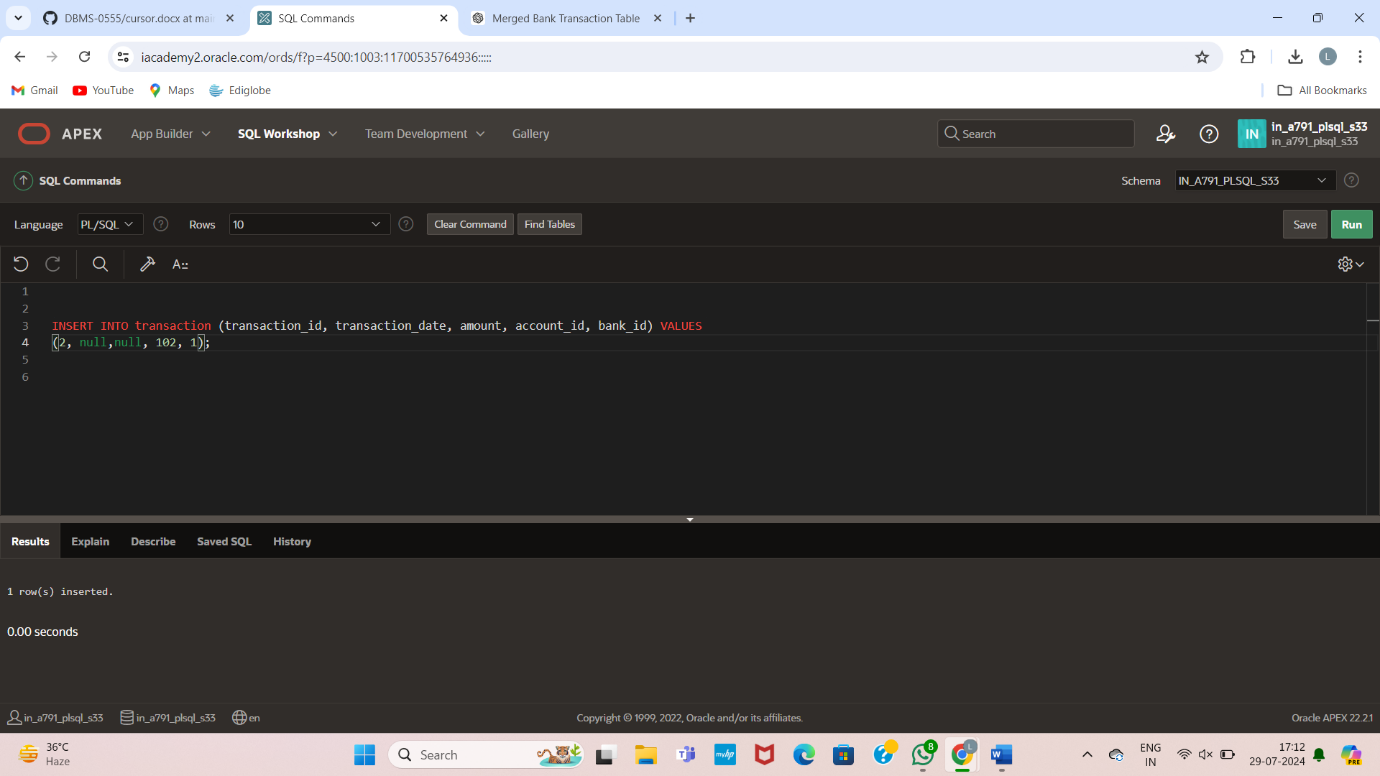 DBMS-0555/cursor.docx at mai
SQL Commands
Merged Bank Transaction Table
iacademy2.oracle.com/ords/f?p=4500:1003:11700535764936:::::
L
Gmail
YouTube
Maps
Ediglobe
All Bookmarks
APEX
App Builder
SQL Workshop
Team Development
Gallery
Search
IN
in_a791_plsql_s33
in_a791_plsql_s33
SQL Commands
Schema
IN_A791_PLSQL_S33
Language
PL/SQL
Rows
10
Clear Command
Find Tables
Save
Run
A::
1
2
3 INSERT INTO transaction (transaction_id, transaction_date, amount, account_id, bank_id) VALUES
4 (2, null,null, 102, 1);
5
6
Results
Explain
Describe
Saved SQL
History
1 row(s) inserted.
0.00 seconds
in_a791_plsql_s33
in_a791_plsql_s33
en
Copyright © 1999, 2022, Oracle and/or its affiliates.
Oracle APEX 22.2.1
36°C
Haze
Search
myhp
8
L
ENG
IN
17:12
29-07-2024
PRE